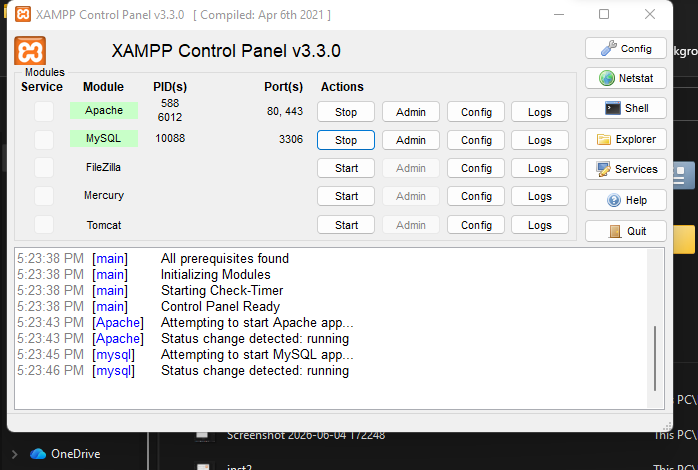 XAMPP Control Panel v3.3.0 [ Compiled: Apr 6th 2021 ]
XAMPP Control Panel v3.3.0
Config
Modules
Service Module PID(s) Port(s) Actions
Netstat
Apache 588 6012 80, 443 Stop Admin Config Logs
Shell
MySQL 10088 3306 Stop Admin Config Logs
Explorer
FileZilla Start Admin Config Logs
Services
Mercury Start Admin Config Logs
Help
Tomcat Start Admin Config Logs
Quit
5:23:38 PM [main] All prerequisites found
5:23:38 PM [main] Initializing Modules
5:23:38 PM [main] Starting Check-Timer
5:23:38 PM [main] Control Panel Ready
5:23:43 PM [Apache] Attempting to start Apache app...
5:23:43 PM [Apache] Status change detected: running
5:23:45 PM [mysql] Attempting to start MySQL app...
5:23:46 PM [mysql] Status change detected: running
PC\
Screenshot 2026-06-04 172248 This PC\
OneDrive
inst2 This PC\